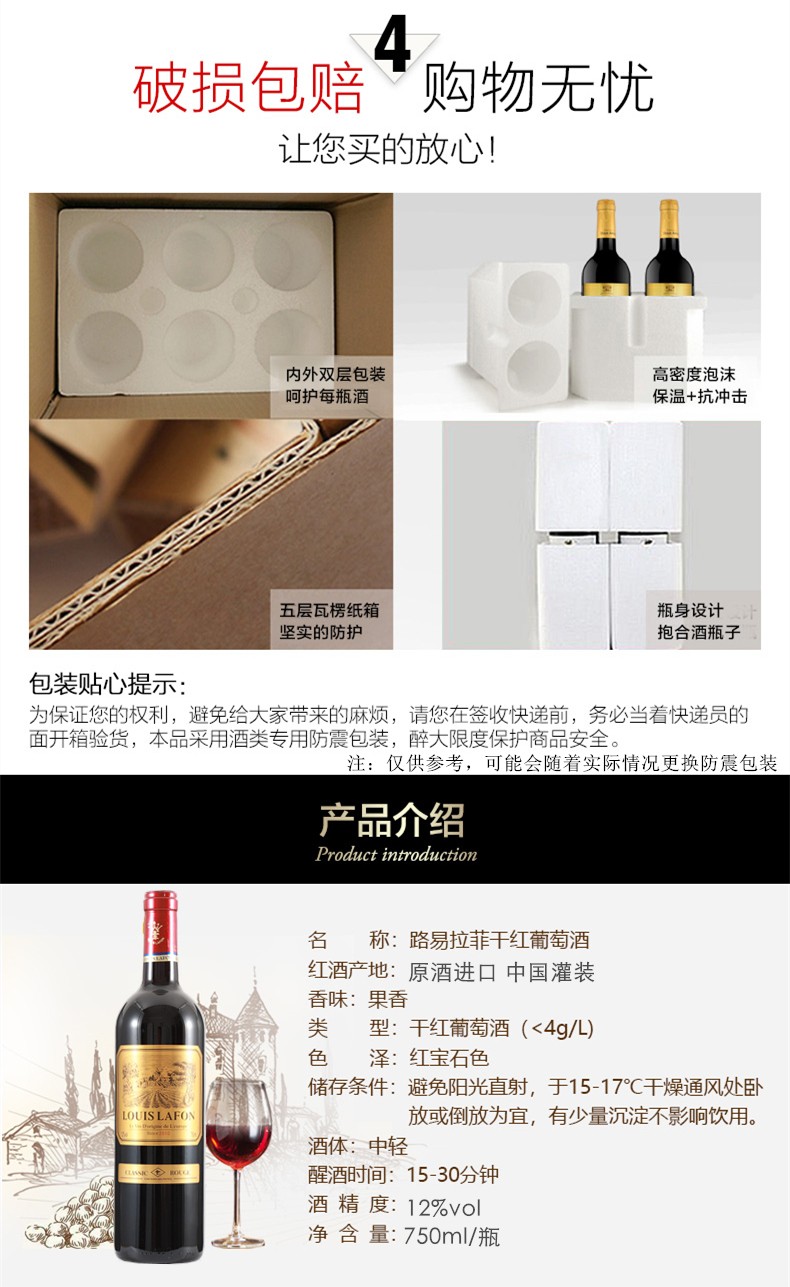 4
破损包赔 购物无忧
让您买的放心!
内外双层包装
呵护每瓶酒
高密度泡沫
保温+抗冲击
五层瓦楞纸箱
坚实的防护
瓶身设计
抱合酒瓶子
包装贴心提示:
为保证您的权利，避免给大家带来的麻烦，请您在签收快递前，务必当着快递员的
面开箱验货，本品采用酒类专用防震包装，醉大限度保护商品安全。
注：仅供参考，可能会随着实际情况更换防震包装
产品介绍
Product introduction
名 称：路易拉菲干红葡萄酒
红酒产地：原酒进口 中国灌装
香味：果香
类 型：干红葡萄酒（<4g/L)
色 泽：红宝石色
储存条件：避免阳光直射，于15-17℃干燥通风处卧
放或倒放为宜，有少量沉淀不影响饮用。
酒体：中轻
醒酒时间：15-30分钟
酒 精 度：12%vol
净 含 量：750ml/瓶
LOUIS LAFON
CLASSIC ROUGE